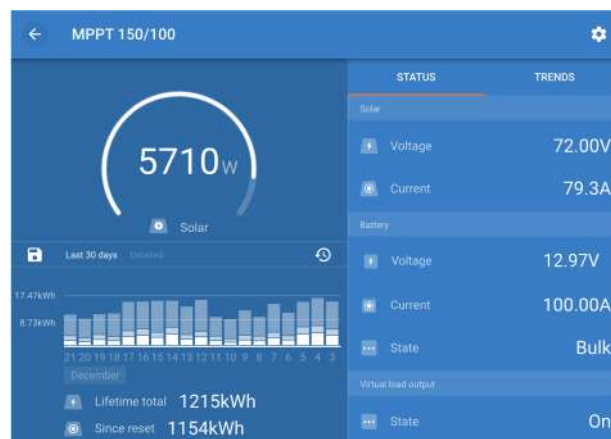 MPPT 150/100
5710W
Solar
Last 30 days Detailed
17.47kWh
8.73kWh
21 20 19 18 17 16 15 14 13 12 11 10 9 8 7 6 5 4 3
December
Lifetime total 1215kWh
Since reset 1154kWh
STATUS TRENDS
Solar
Voltage 72.00V
Current 79.3A
Battery
Voltage 12.97V
Current 100.00A
State Bulk
Virtual load output
State On